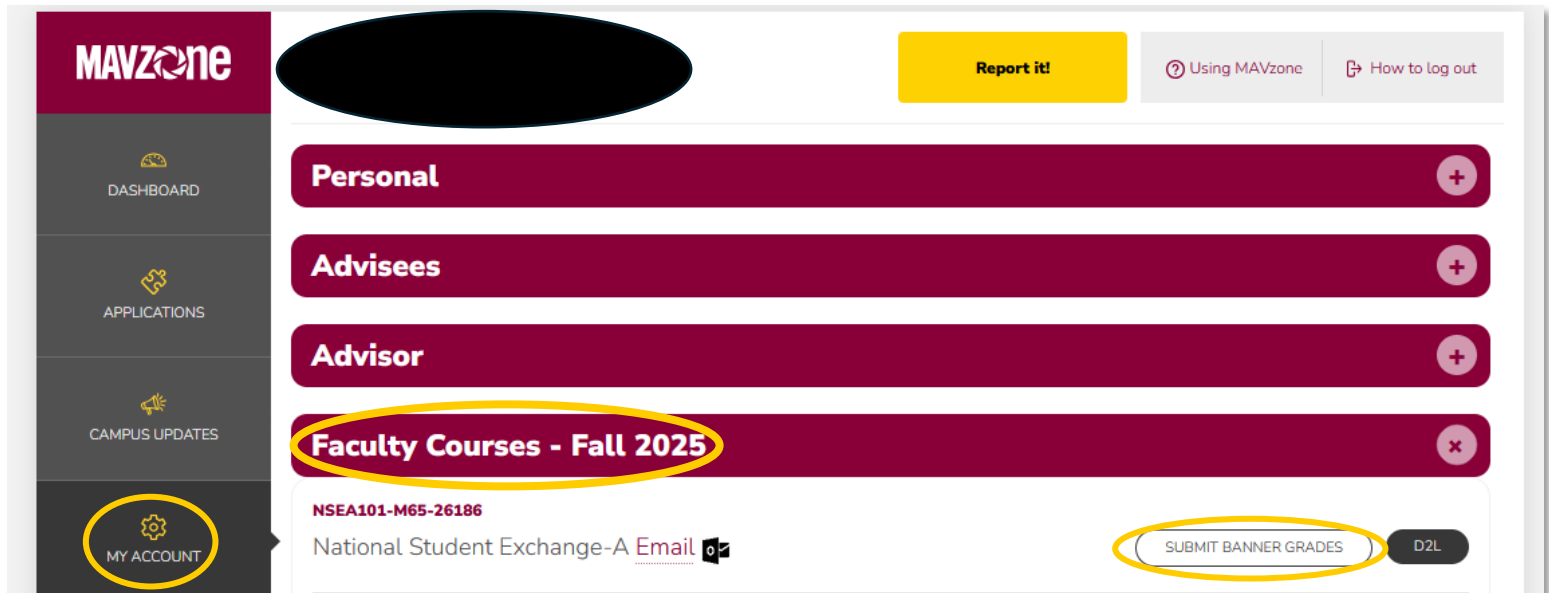 MAVzone
Report it!
Using MAVzone
How to log out
DASHBOARD
APPLICATIONS
CAMPUS UPDATES
MY ACCOUNT
Personal
Advisees
Advisor
Faculty Courses - Fall 2025
NSEA101-M65-26186
National Student Exchange-A Email
SUBMIT BANNER GRADES
D2L